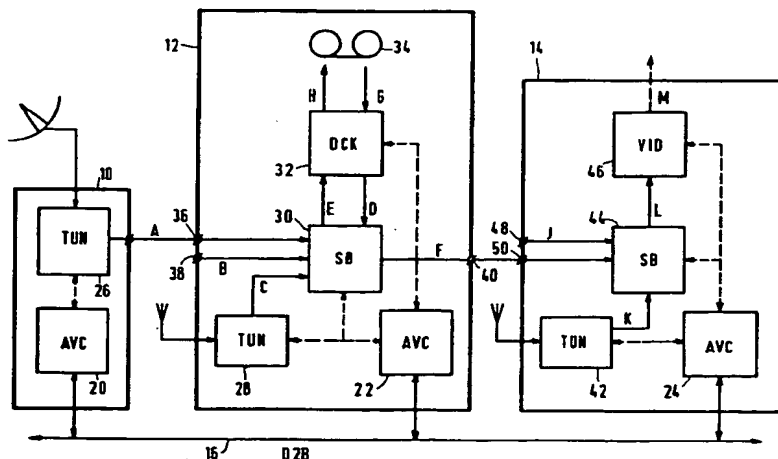 12
34
14
H
G
M
10
DCK
VID
32
46
30
E
D
44
L
TUN
A
36
SB
48
J
SB
26
38
B
F
40
50
C
K
AVC
TUN
AVC
TUN
AVC
20
28
22
42
24
16
D2B